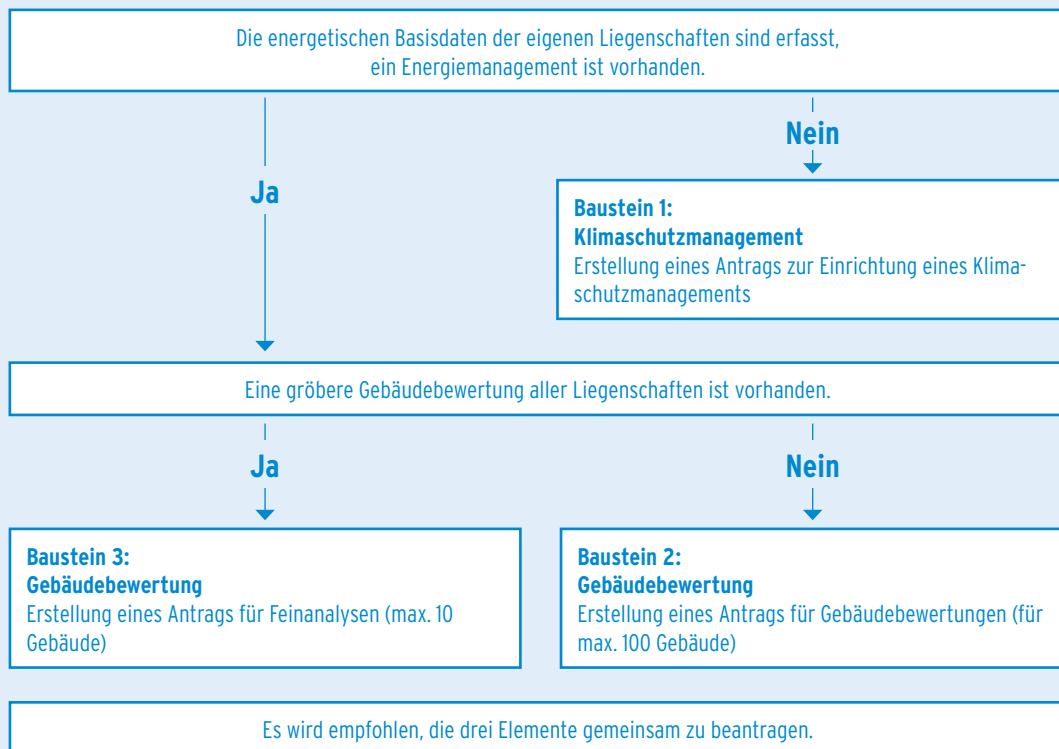 Die energetischen Basisdaten der eigenen Liegenschaften sind erfasst,
ein Energiemanagement ist vorhanden.
Nein
Ja
Baustein 1:
Klimaschutzmanagement
Erstellung eines Antrags zur Einrichtung eines Klima-
schutzmanagements
Eine gröbere Gebäudebewertung aller Liegenschaften ist vorhanden.
Ja
Nein
Baustein 3:
Gebäudebewertung
Erstellung eines Antrags für Feinanalysen (max. 10
Gebäude)
Baustein 2:
Gebäudebewertung
Erstellung eines Antrags für Gebäudebewertungen (für
max. 100 Gebäude)
Es wird empfohlen, die drei Elemente gemeinsam zu beantragen.